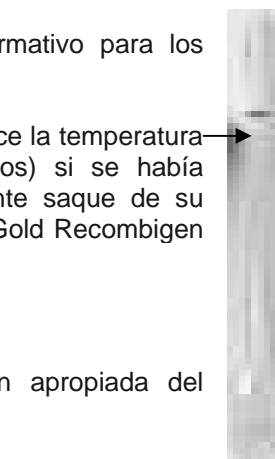 rmativo para los
ce la temperatura
os) si se había
nte saque de su
Gold Recombigen
n apropiada del